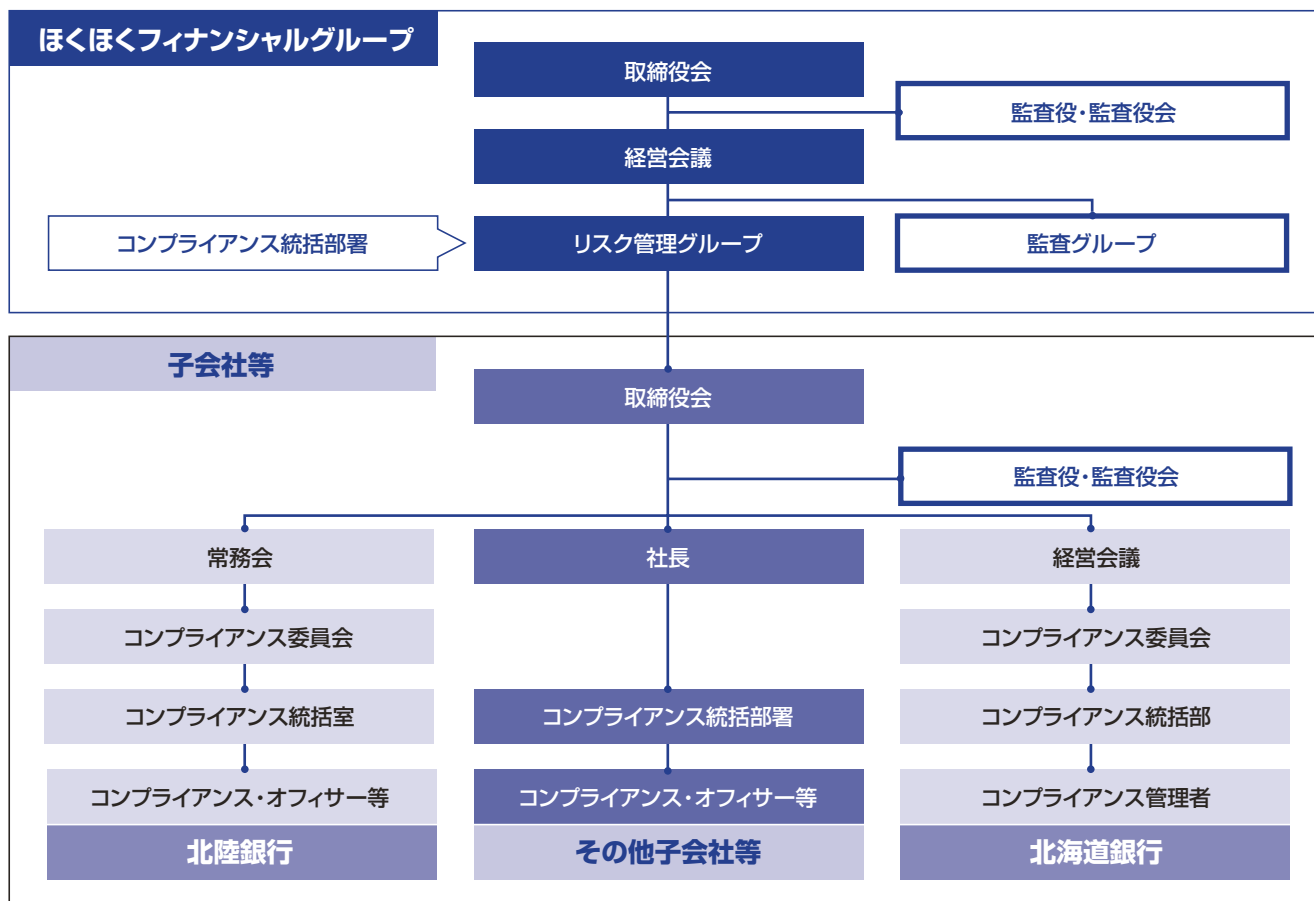 ほくほくフィナンシャルグループ
取締役会
監査役・監査役会
経営会議
コンプライアンス統括部署
リスク管理グループ
監査グループ
子会社等
取締役会
監査役・監査役会
常務会
社長
経営会議
コンプライアンス委員会
コンプライアンス委員会
コンプライアンス統括室
コンプライアンス統括部署
コンプライアンス統括部
コンプライアンス・オフィサー等
コンプライアンス・オフィサー等
コンプライアンス管理者
北陸銀行
その他子会社等
北海道銀行